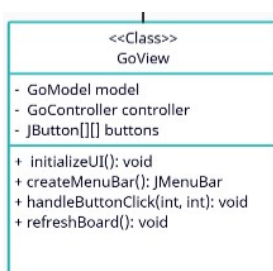 <<Class>>
GoView
- GoModel model
- GoController controller
- JButton[][] buttons
+ initializeUI(): void
+ createMenuBar(): JMenuBar
+ handleButtonClick(int, int): void
+ refreshBoard(): void